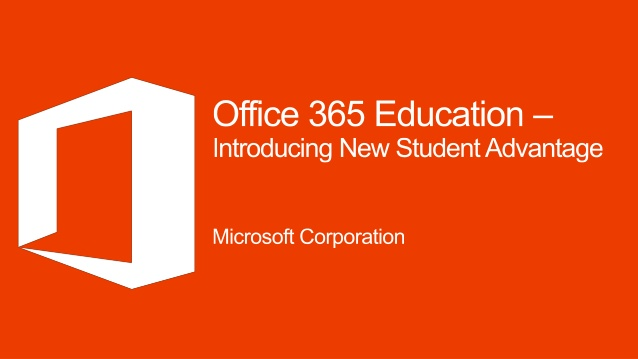 Office 365 Education –
Introducing New Student Advantage
Microsoft Corporation